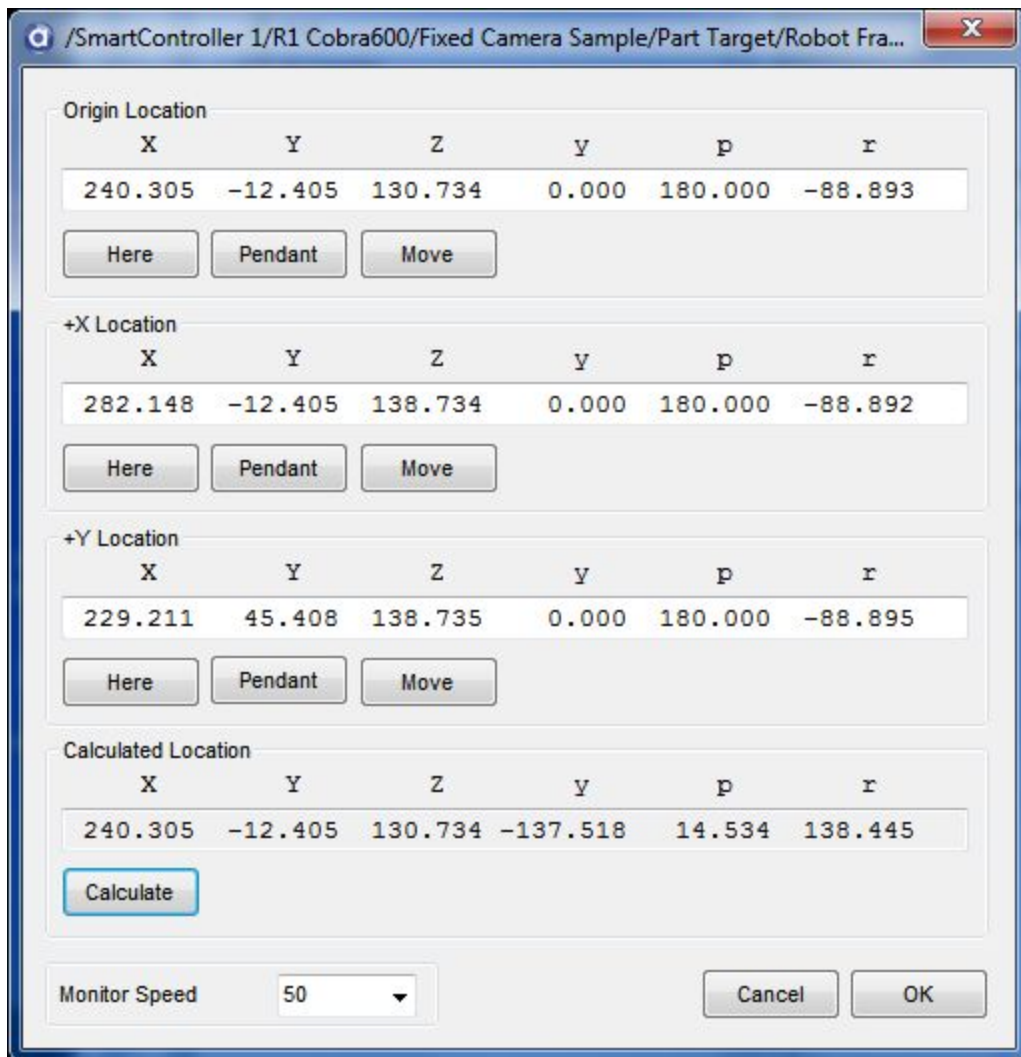 /SmartController 1/R1 Cobra600/Fixed Camera Sample/Part Target/Robot Fra...
Origin Location
X Y Z y p r
240.305 -12.405 130.734 0.000 180.000 -88.893
Here Pendant Move
+X Location
X Y Z y p r
282.148 -12.405 138.734 0.000 180.000 -88.892
Here Pendant Move
+Y Location
X Y Z y p r
229.211 45.408 138.735 0.000 180.000 -88.895
Here Pendant Move
Calculated Location
X Y Z y p r
240.305 -12.405 130.734 -137.518 14.534 138.445
Calculate
Monitor Speed 50 Cancel OK